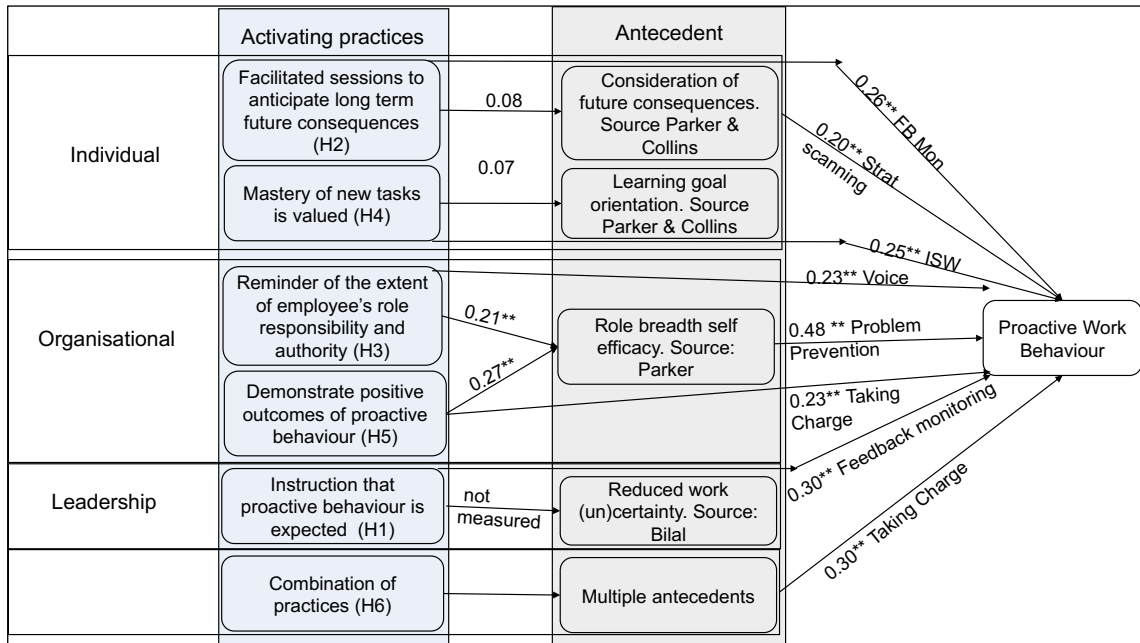 Activating practices
Antecedent
Individual
Facilitated sessions to
anticipate long term
future consequences
(H2)
0.08
Consideration of
future consequences.
Source Parker &
Collins
0.26** FB Mon
0.20** Strat
scanning
Mastery of new tasks
is valued (H4)
0.07
Learning goal
orientation. Source
Parker & Collins
0.25** ISW
Organisational
Reminder of the extent
of employee’s role
responsibility and
authority (H3)
0.23** Voice
0.21**
0.27**
Role breadth self
efficacy. Source:
Parker
0.48 ** Problem
Prevention
Proactive Work
Behaviour
Demonstrate positive
outcomes of proactive
behaviour (H5)
0.23** Taking
Charge
Leadership
Instruction that
proactive behaviour is
expected (H1)
not
measured
Reduced work
(un)certainty. Source:
Bilal
0.30** Feedback monitoring
Combination of
practices (H6)
Multiple antecedents
0.30** Taking Charge